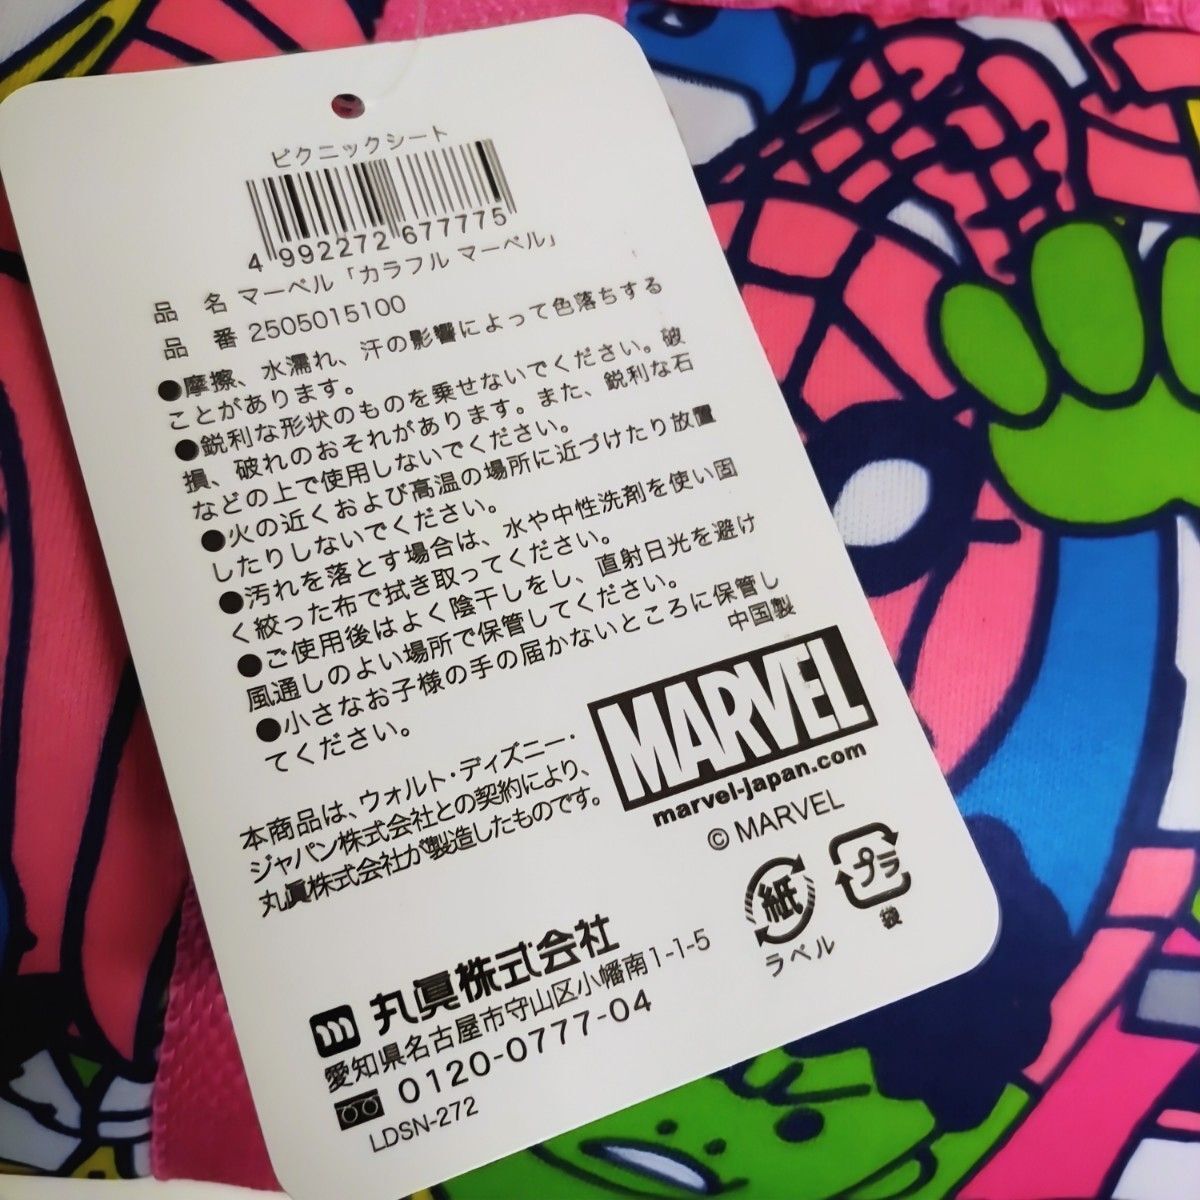 ピクニックシート
4 992272 677775
品　名 マーベル「カラフル マーベル」
品　番 2505015100
●摩擦、水濡れ、汗の影響によって色落ちする
ことがあります。
●鋭利な形状のものを乗せないでください。破
損、破れのおそれがあります。また、鋭利な石
などの上で使用しないでください。
●火の近くおよび高温の場所に近づけたり放置
したりしないでください。
●汚れを落とす場合は、水や中性洗剤を使い固
く絞った布で拭き取ってください。
●ご使用後はよく陰干しをし、直射日光を避け
風通しのよい場所で保管してください。
●小さなお子様の手の届かないところに保管し
てください。
中国製
MARVEL
marvel-japan.com
© MARVEL
本商品は、ウォルト・ディズニー・
ジャパン株式会社との契約により、
丸眞株式会社が製造したものです。
紙
ラベル
プラ
袋
丸眞株式会社
愛知県名古屋市守山区小幡南1-1-5
0120-0777-04
LDSN-272